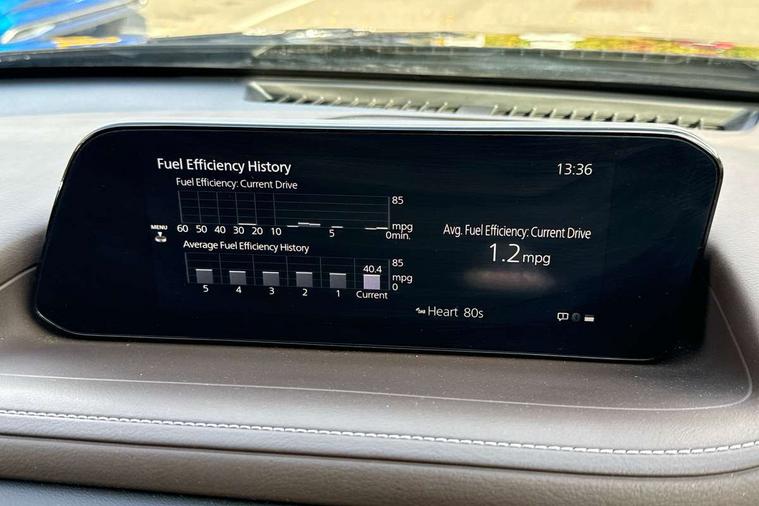 Fuel Efficiency History
13:36
Fuel Efficiency: Current Drive
85
60 50 40 30 20 10 5 0min.
mpg
MENU
Avg. Fuel Efficiency: Current Drive
1.2 mpg
Average Fuel Efficiency History
85
40.4
mpg
0
5 4 3 2 1 Current
Heart 80s